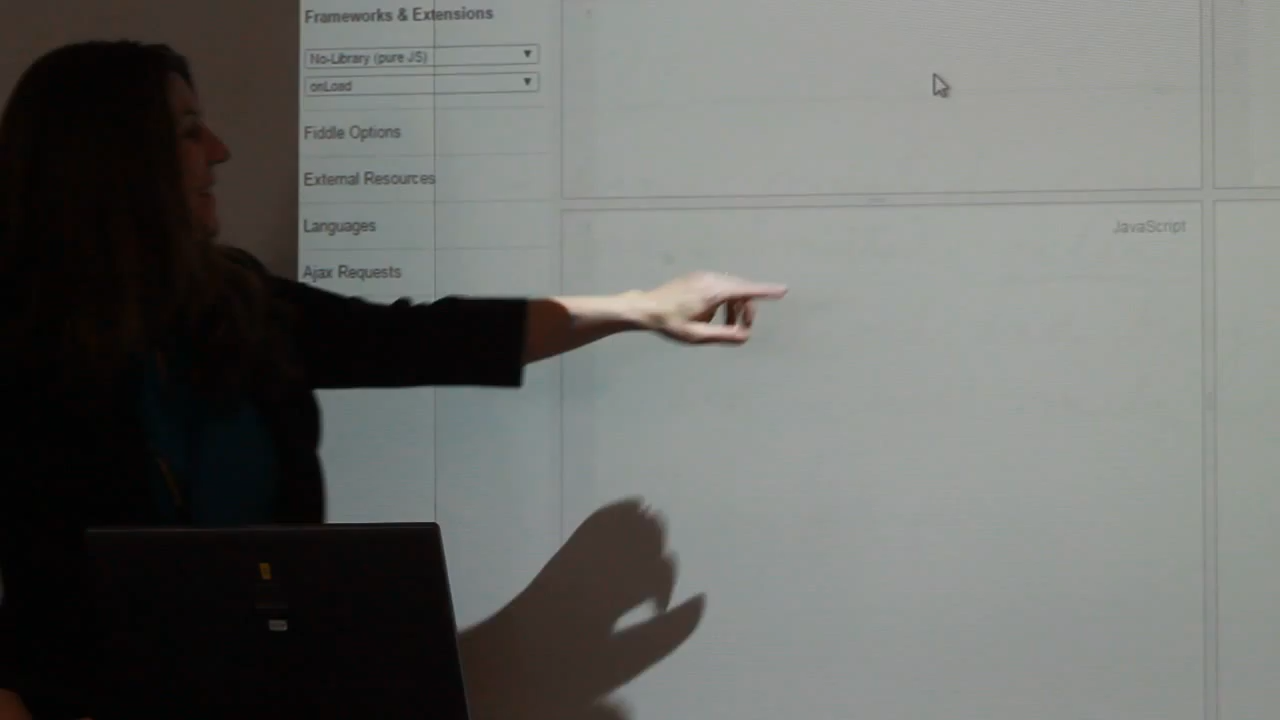 Frameworks & Extensions
No-Library (pure JS)
onLoad
Fiddle Options
External Resources
Languages
JavaScript
Ajax Requests